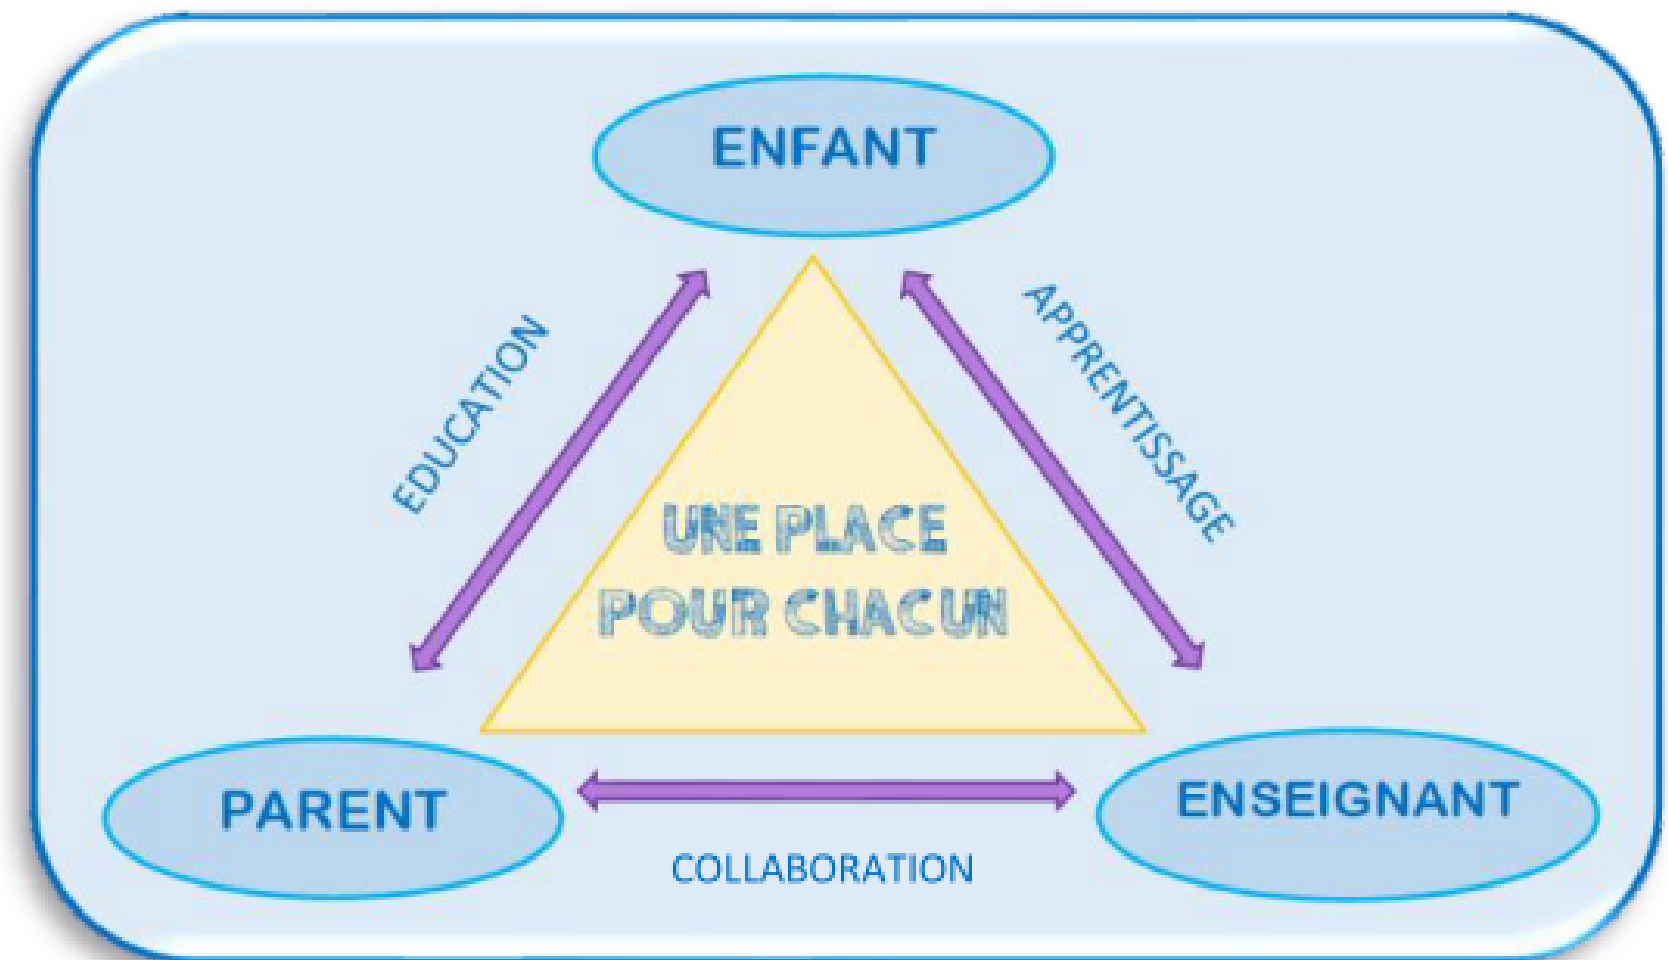 ENFANT
EDUCATION
APPRENTISSAGE
UNE PLACE
POUR CHACUN
PARENT
ENSEIGNANT
COLLABORATION